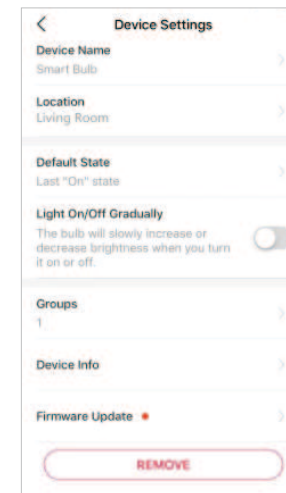 Device Settings
Device Name
Smart Bulb
Location
Living Room
Default State
Last "On" state
Light On/Off Gradually
The bulb will slowly increase or
decrease brightness when you turn
it on or off.
Groups
1
Device Info
Firmware Update
REMOVE